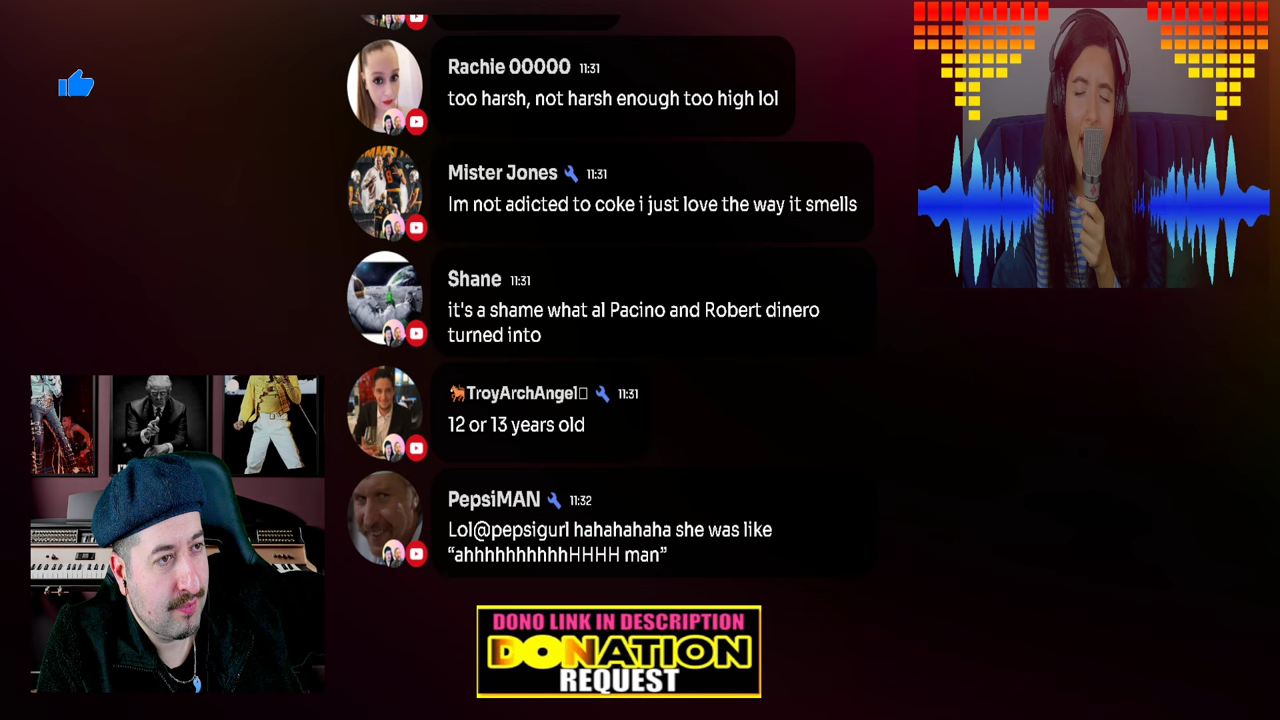 Rachie 00000 11:31
too harsh, not harsh enough too high lol
Mister Jones 11:31
Im not adicted to coke i just love the way it smells
Shane 11:31
it's a shame what al Pacino and Robert dinero
turned into
TroyArchAngel 11:31
12 or 13 years old
PepsiMAN 11:32
Lol@pepsigurl hahahahaha she was like
“ahhhhhhhhhhHHHH man”
DONO LINK IN DESCRIPTION
DONATION
REQUEST